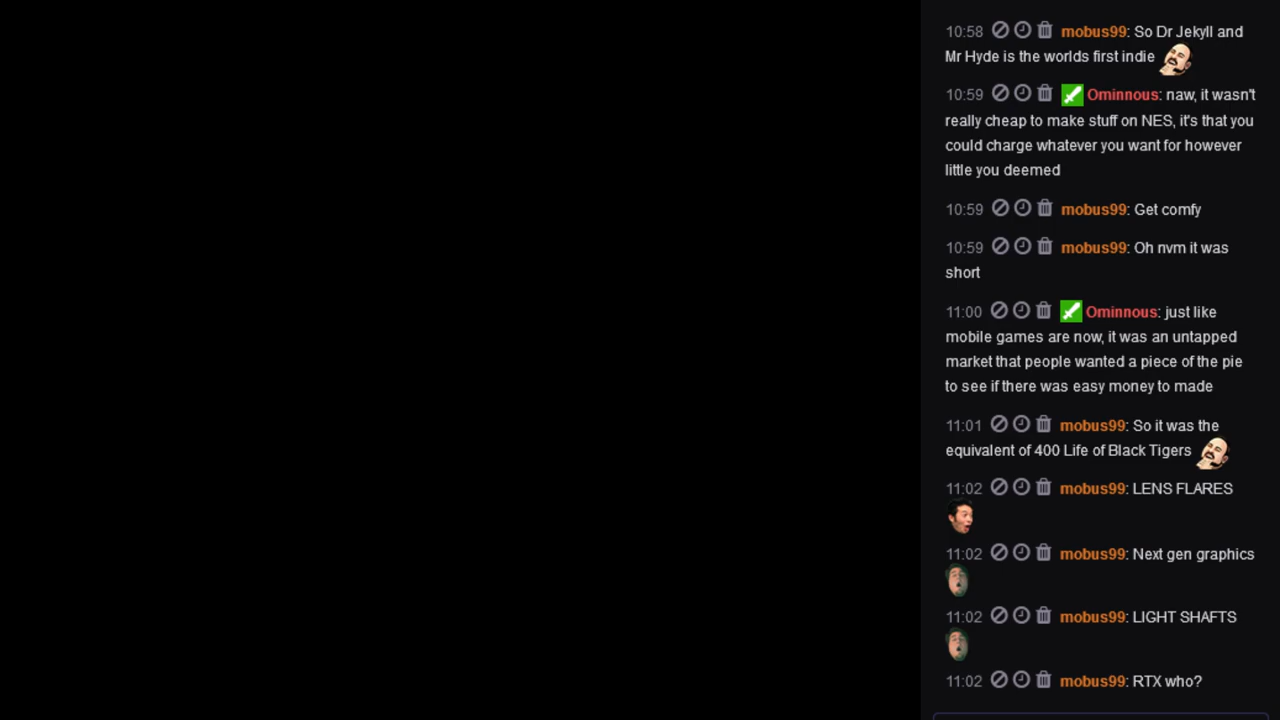 10:58 mobus99: So Dr Jekyll and
Mr Hyde is the worlds first indie
10:59 Ominnous: naw, it wasn't
really cheap to make stuff on NES, it's that you
could charge whatever you want for however
little you deemed
10:59 mobus99: Get comfy
10:59 mobus99: Oh nvm it was
short
11:00 Ominnous: just like
mobile games are now, it was an untapped
market that people wanted a piece of the pie
to see if there was easy money to made
11:01 mobus99: So it was the
equivalent of 400 Life of Black Tigers
11:02 mobus99: LENS FLARES
11:02 mobus99: Next gen graphics
11:02 mobus99: LIGHT SHAFTS
11:02 mobus99: RTX who?